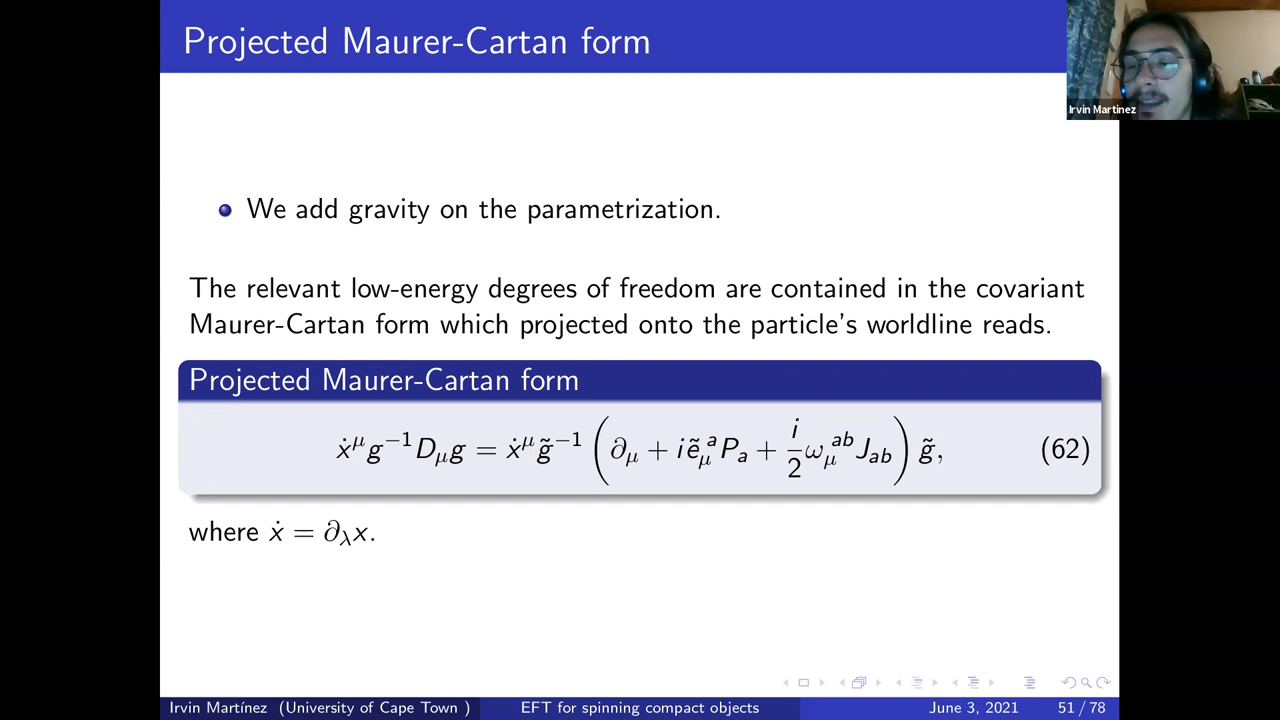 Projected Maurer-Cartan form
Irvin Martinez
We add gravity on the parametrization.
The relevant low-energy degrees of freedom are contained in the covariant
Maurer-Cartan form which projected onto the particle's worldline reads.
Projected Maurer-Cartan form
ẋ^μ g^{-1} D_μ g = ẋ^μ g̃^{-1} (∂_μ + i ẽ_μ^a P_a + i/2 ω_μ^{ab} J_{ab}) g̃, (62)
where ẋ = ∂_λ x.
Irvin Martínez (University of Cape Town ) EFT for spinning compact objects June 3, 2021 51 / 78